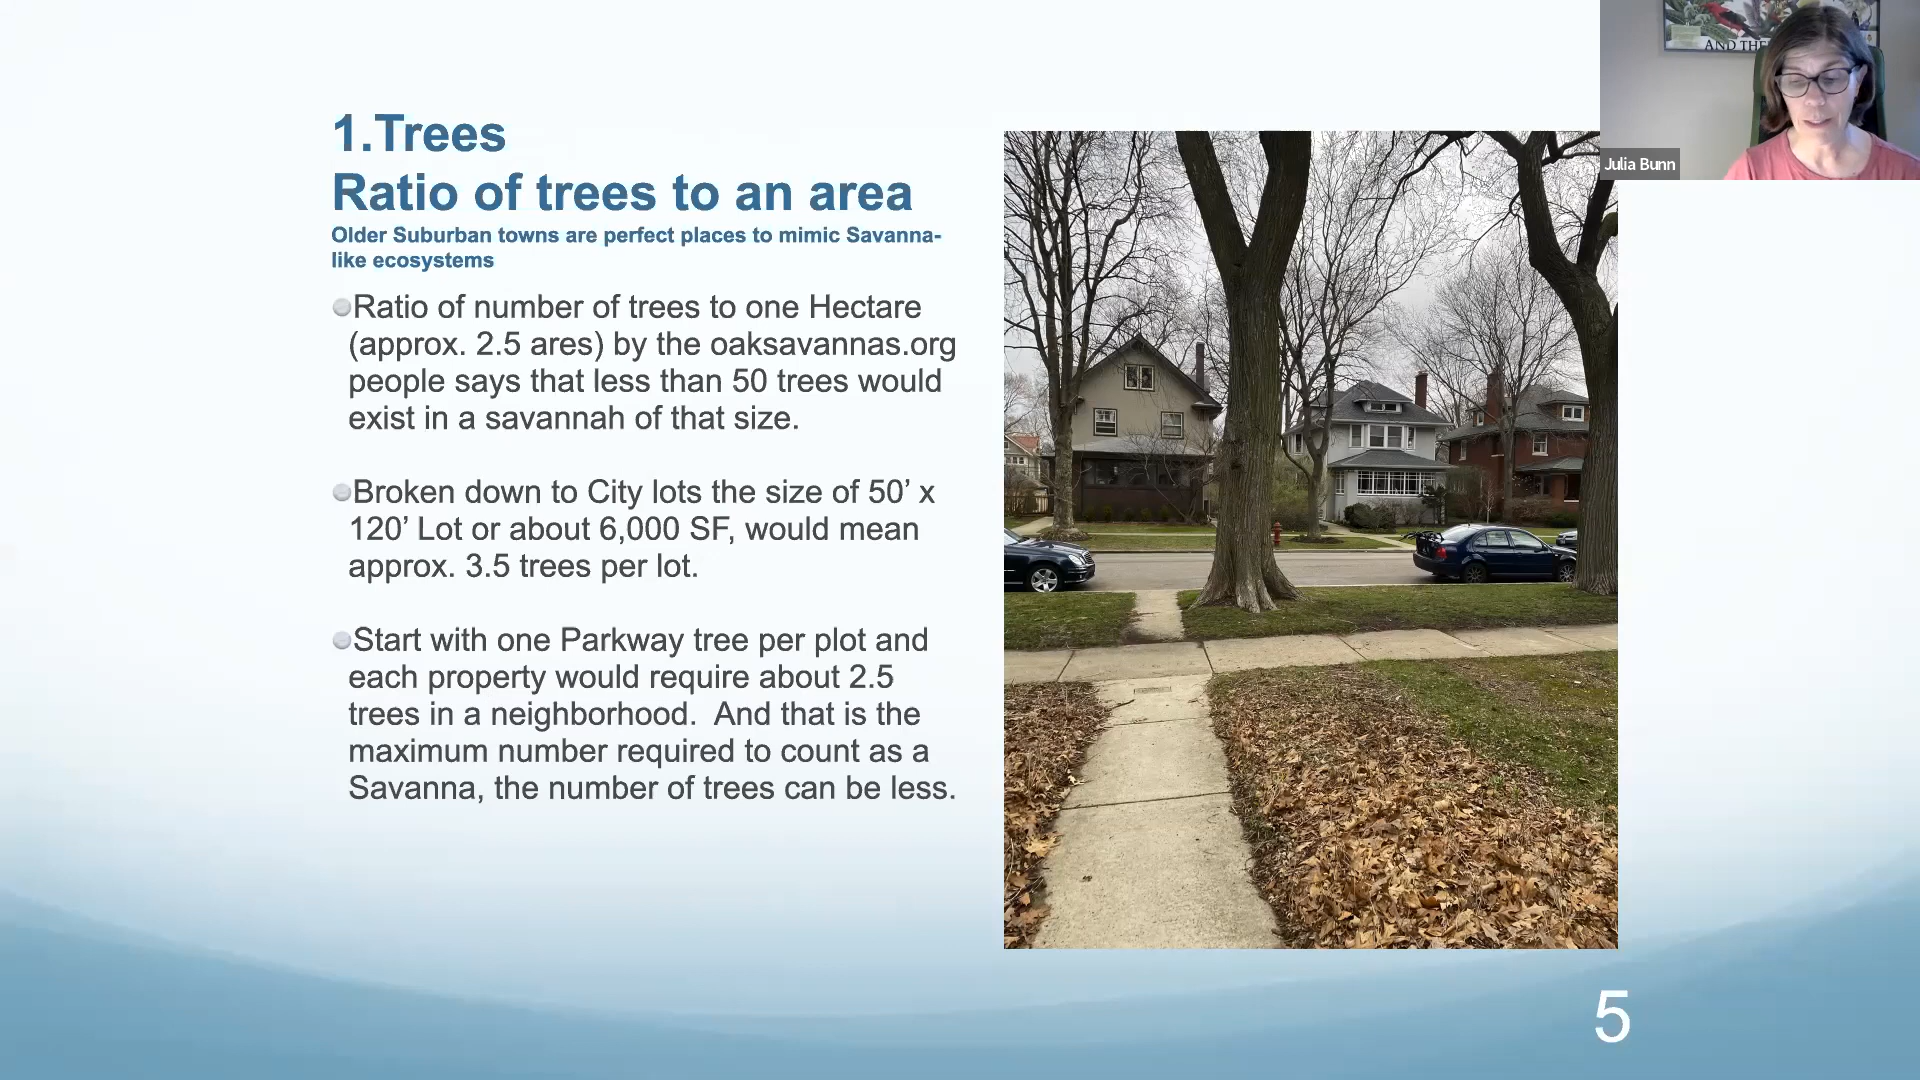 AND THE
Julia Bunn
1.Trees
Ratio of trees to an area
Older Suburban towns are perfect places to mimic Savanna-
like ecosystems
Ratio of number of trees to one Hectare
(approx. 2.5 ares) by the oaksavannas.org
people says that less than 50 trees would
exist in a savannah of that size.
Broken down to City lots the size of 50’ x
120’ Lot or about 6,000 SF, would mean
approx. 3.5 trees per lot.
Start with one Parkway tree per plot and
each property would require about 2.5
trees in a neighborhood.  And that is the
maximum number required to count as a
Savanna, the number of trees can be less.
5